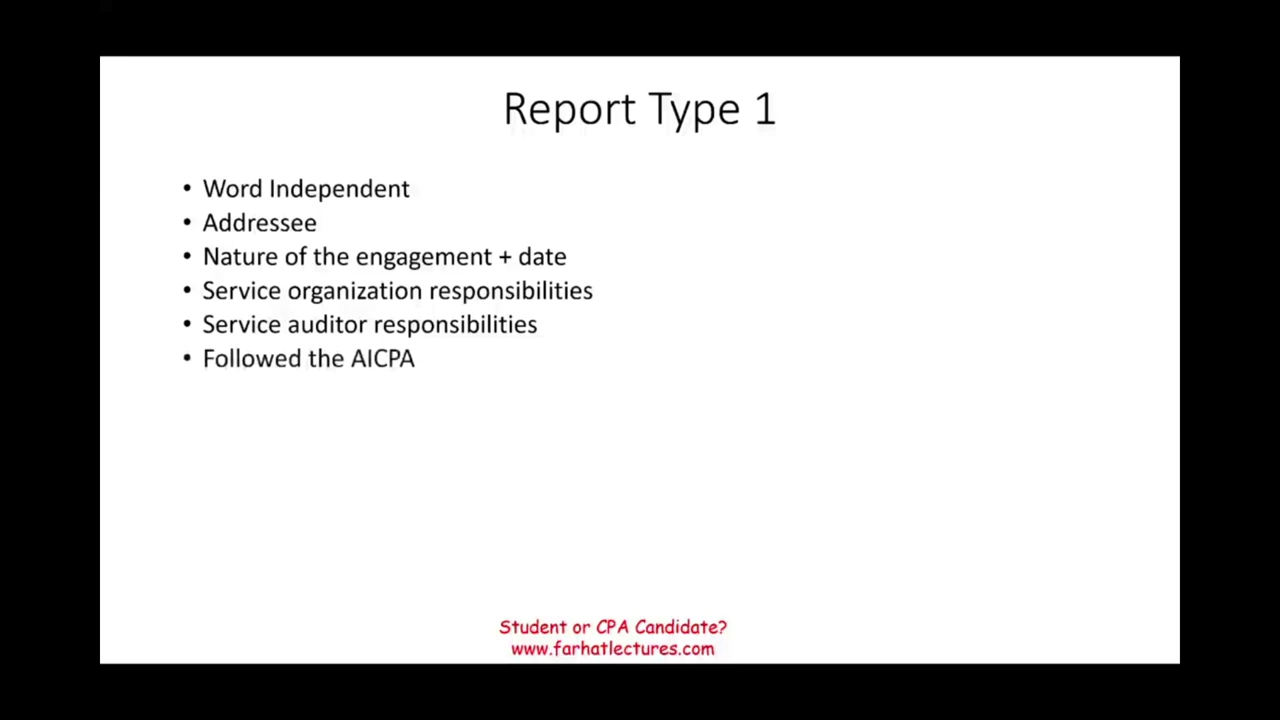 Report Type 1
• Word Independent
• Addressee
• Nature of the engagement + date
• Service organization responsibilities
• Service auditor responsibilities
• Followed the AICPA
Student or CPA Candidate?
www.farhatlectures.com